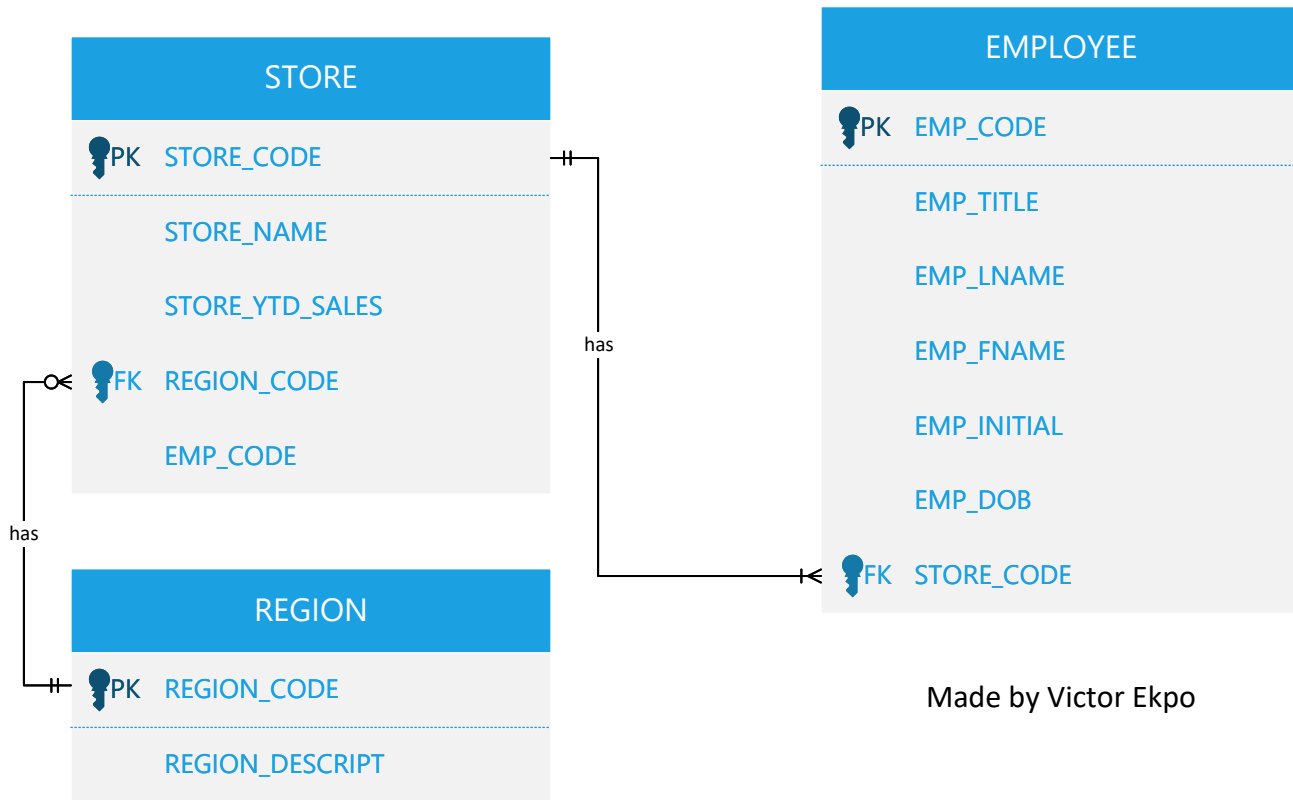 STORE
PK STORE_CODE
STORE_NAME
STORE_YTD_SALES
FK REGION_CODE
EMP_CODE
has
has
EMPLOYEE
PK EMP_CODE
EMP_TITLE
EMP_LNAME
EMP_FNAME
EMP_INITIAL
EMP_DOB
FK STORE_CODE
REGION
PK REGION_CODE
REGION_DESCRIPT
Made by Victor Ekpo